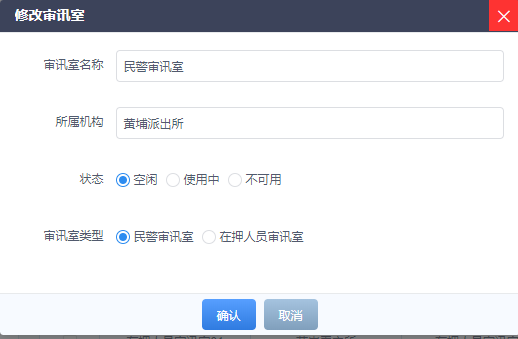 修改审讯室
审讯室名称 民警审讯室
所属机构 黄埔派出所
状态 空闲 使用中 不可用
审讯室类型 民警审讯室 在押人员审讯室
确认 取消